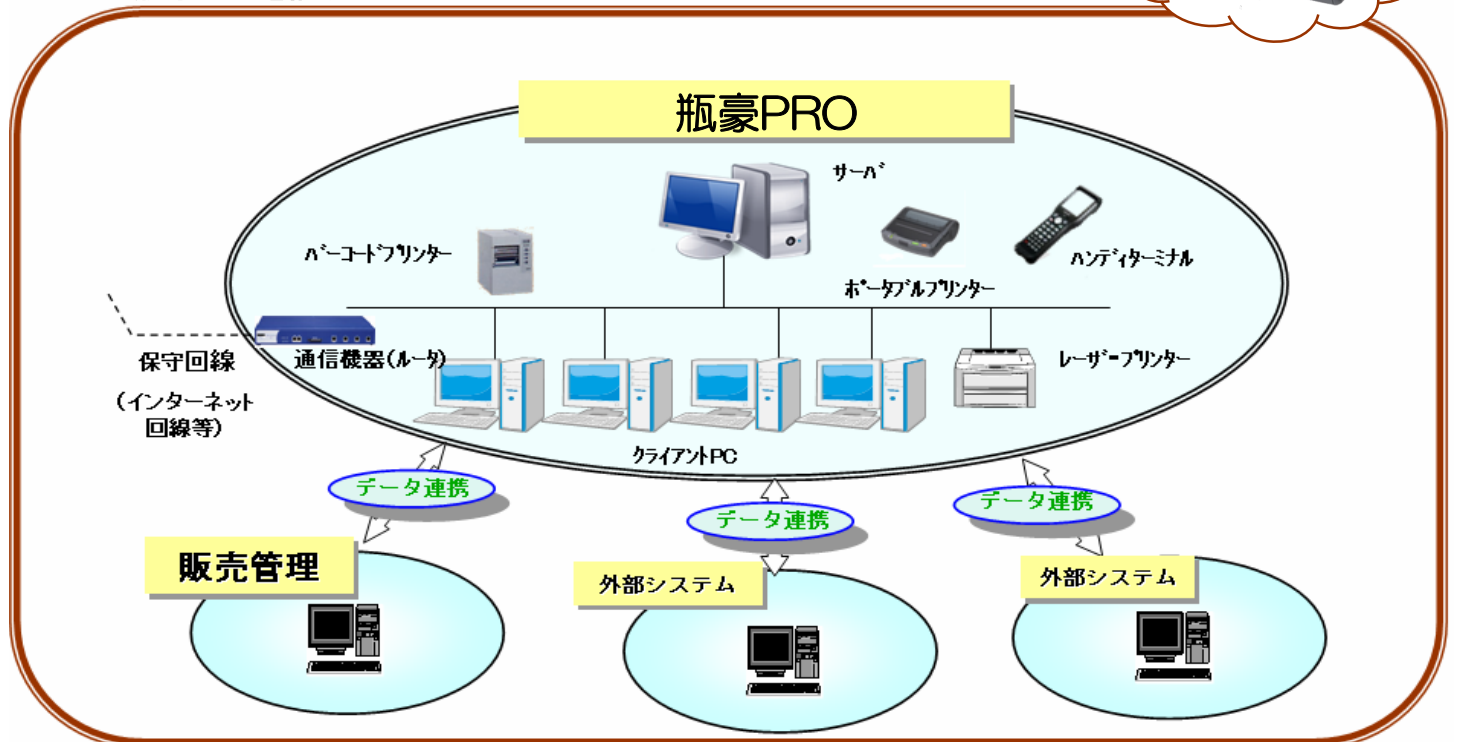 瓶豪PRO
ｻｰﾊﾞ
ﾊﾞｰｺｰﾄﾞﾌﾟﾘﾝﾀｰ
ﾊﾝﾃﾞｨﾀｰﾐﾅﾙ
ﾎﾟｰﾀﾌﾞﾙﾌﾟﾘﾝﾀｰ
保守回線
通信機器(ﾙｰﾀ)
ﾚｰｻﾞｰﾌﾟﾘﾝﾀｰ
（インターネット
回線等）
ｸﾗｲｱﾝﾄPC
データ連携
データ連携
データ連携
販売管理
外部システム
外部システム